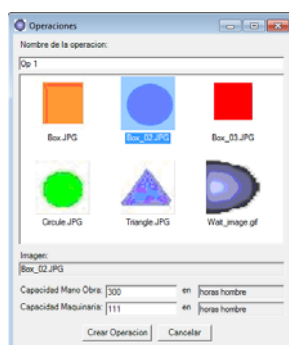 Operaciones
Nombre de la operacion:
Op 1
Box.JPG Box_02.JPG Box_03.JPG
Circule.JPG Triangle.JPG Wait_image.gif
Imagen:
Box_02.JPG
Capacidad Mano Obra: 300 en horas hombre
Capacidad Maquinaria: 111 en horas hombre
Crear Operacion Cancelar